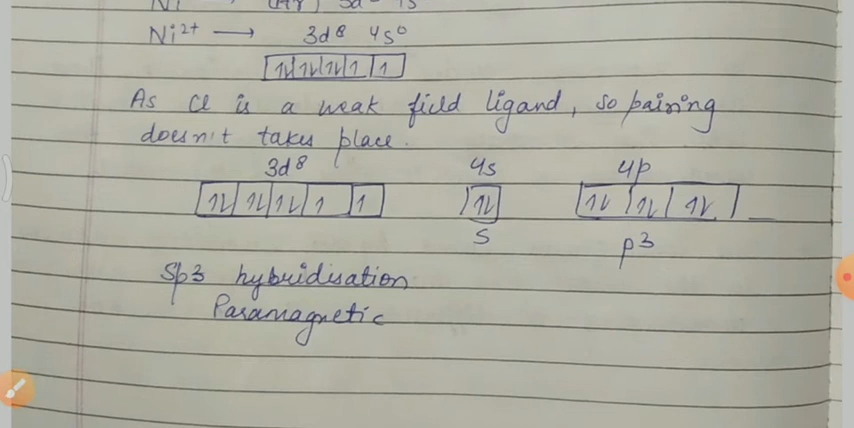 Ni²⁺ → 3d⁸ 4s⁰
As Cl is a weak field ligand, so pairing
doesn't takes place.
3d⁸ 4s 4p
S p³
Sp3 hybridisation
Paramagnetic